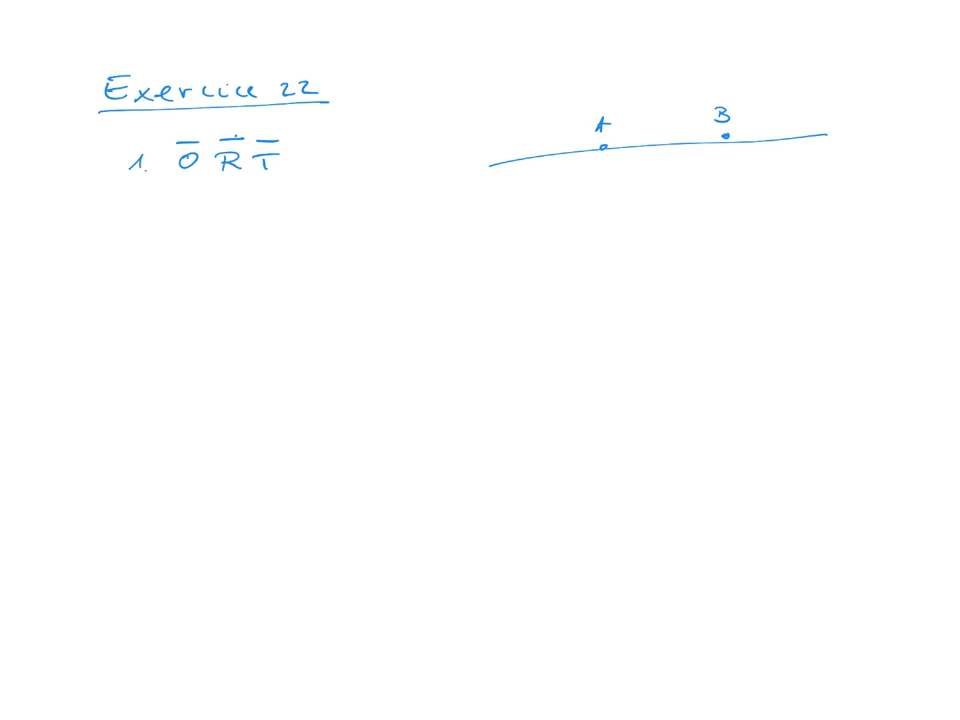 Exercice 22
1. O̅ R̅ T̅
A
B